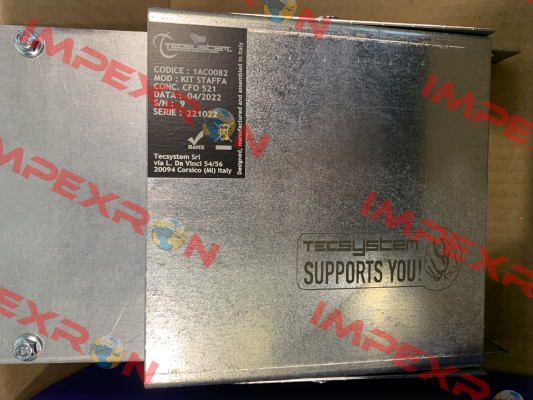 TECSYSTEM
CODICE : 1AC0082
MOD : KIT STAFFA
CONC. CFO 521
DATA : 04/2022
S/N : 9
SERIE : 221022
RoHS
Tecsystem Srl
via L. Da Vinci 54/56
20094 Corsico (MI) Italy
Designed, manufactured and assembled in Italy
TECSYSTEM
SUPPORTS YOU!
IMPEXRON
IMPEXRON
IMPEXRON
IMPEXRON
IMPEXRON
IMPEXRON